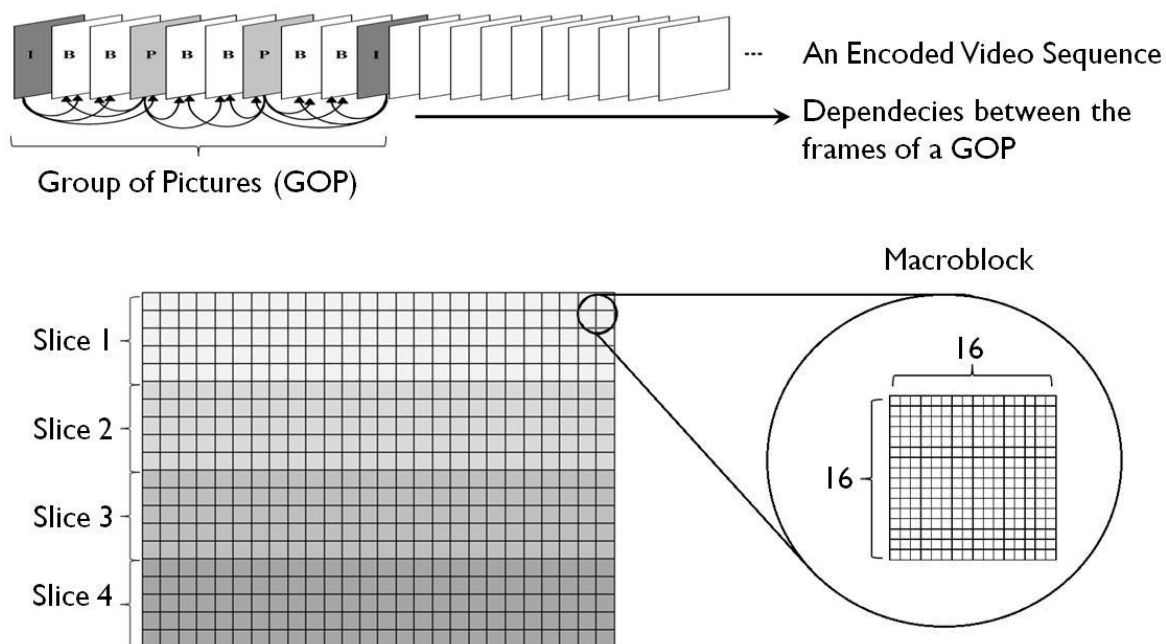 I B B P B B P B B I
... An Encoded Video Sequence
Dependecies between the
frames of a GOP
Group of Pictures (GOP)
Macroblock
Slice 1
16
Slice 2
16
Slice 3
Slice 4